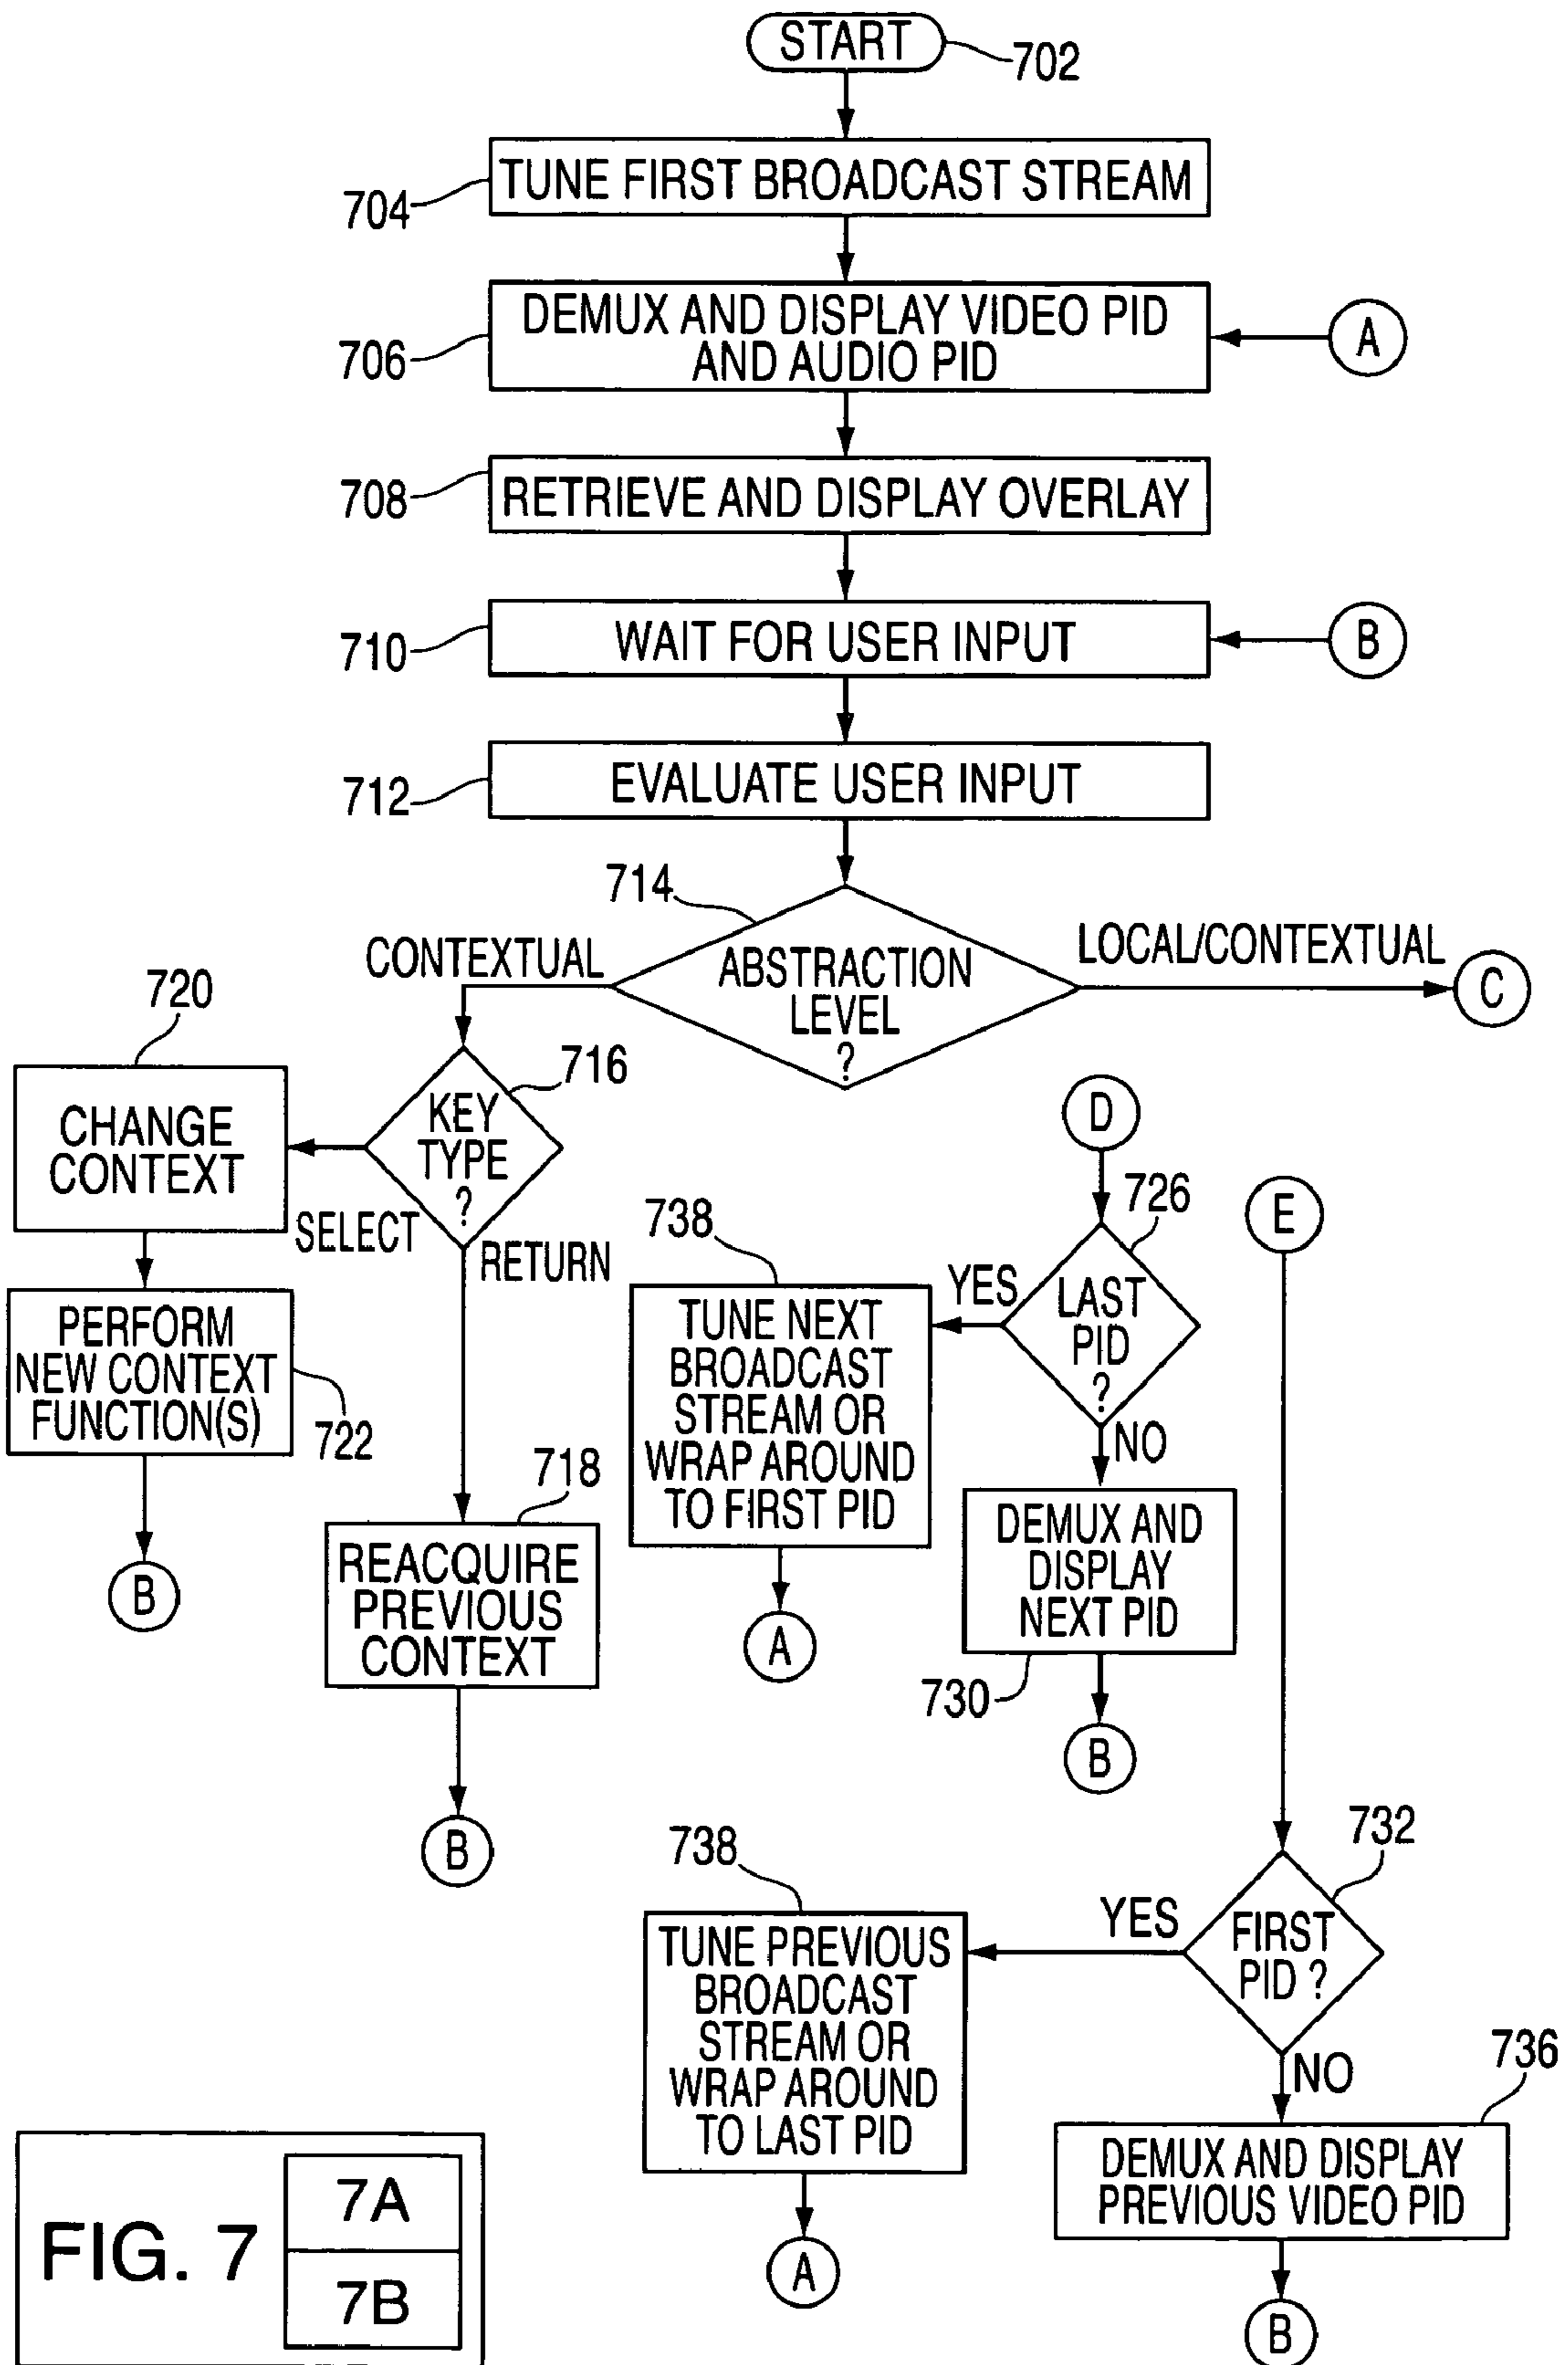 START
702
704
TUNE FIRST BROADCAST STREAM
706
DEMUX AND DISPLAY VIDEO PID
AND AUDIO PID
A
708
RETRIEVE AND DISPLAY OVERLAY
710
WAIT FOR USER INPUT
B
712
EVALUATE USER INPUT
714
CONTEXTUAL
ABSTRACTION
LEVEL
?
LOCAL/CONTEXTUAL
C
720
CHANGE
CONTEXT
716
KEY
TYPE
?
SELECT
RETURN
PERFORM
NEW CONTEXT
FUNCTION(S)
722
B
718
REACQUIRE
PREVIOUS
CONTEXT
B
D
726
LAST
PID
?
YES
738
TUNE NEXT
BROADCAST
STREAM OR
WRAP AROUND
TO FIRST PID
A
NO
DEMUX AND
DISPLAY
NEXT PID
730
B
E
732
FIRST
PID ?
YES
738
TUNE PREVIOUS
BROADCAST
STREAM OR
WRAP AROUND
TO LAST PID
A
NO
736
DEMUX AND DISPLAY
PREVIOUS VIDEO PID
B
FIG. 7
7A
7B